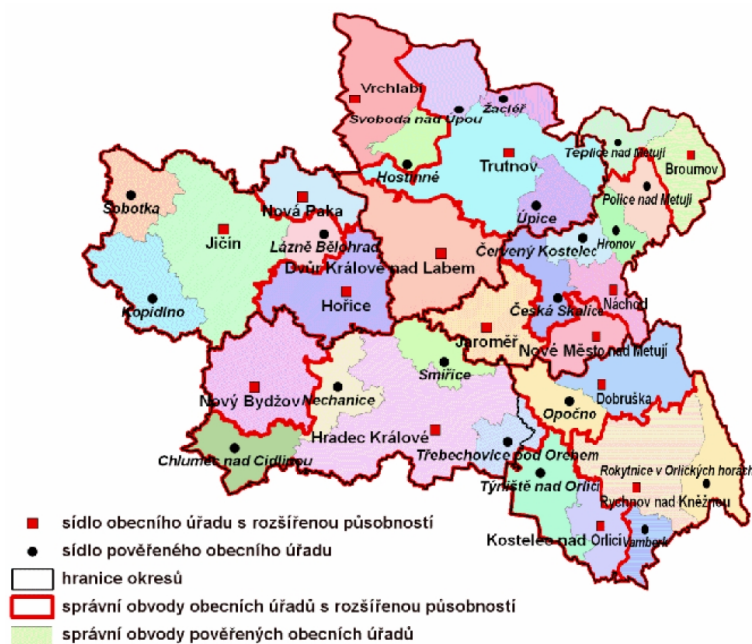 Vrchlabí
Žacléř
Svoboda nad Úpou
Trutnov
Teplice nad Metují
Broumov
Hostinné
Police nad Metují
Sobotka
Nová Paka
Úpice
Hronov
Jičín
Lázně Bělohrad
Červený Kostelec
Dvůr Králové nad Labem
Kopidlno
Hořice
Česká Skalice
Náchod
Jaroměř
Nové Město nad Metují
Smiřice
Nový Bydžov
Nechanice
Dobruška
Opočno
Hradec Králové
Chlumec nad Cidlinou
Třebechovice pod Orebem
Rokytnice v Orlických horách
Týniště nad Orlicí
Rychnov nad Kněžnou
Kostelec nad Orlicí
Vamberk
sídlo obecního úřadu s rozšířenou působností
sídlo pověřeného obecního úřadu
hranice okresů
správní obvody obecních úřadů s rozšířenou působností
správní obvody pověřených obecních úřadů